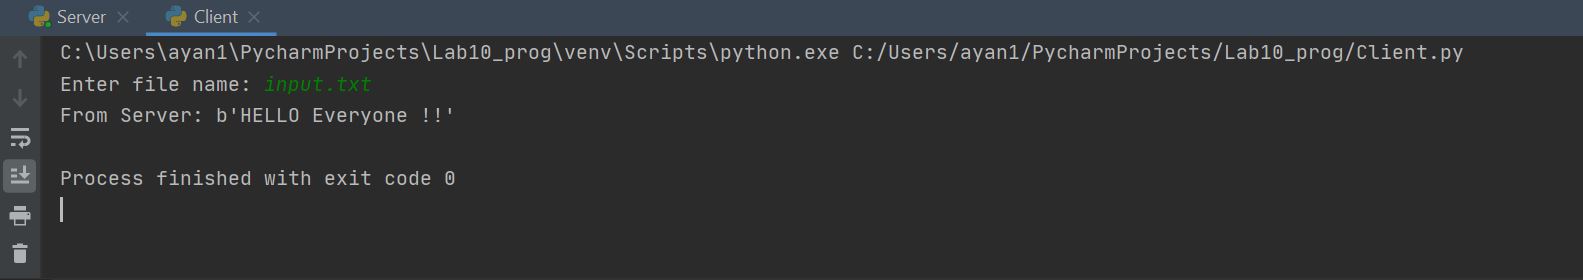 Server Client
C:\Users\ayan1\PycharmProjects\Lab10_prog\venv\Scripts\python.exe C:/Users/ayan1/PycharmProjects/Lab10_prog/Client.py
Enter file name: input.txt
From Server: b'HELLO Everyone !!'
Process finished with exit code 0